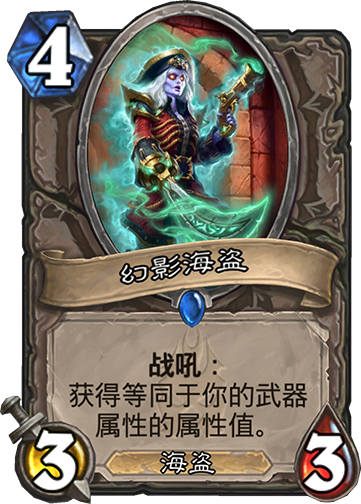 4
幻影海盗
战吼：
获得等同于你的武器
属性的属性值。
3
海盗
3